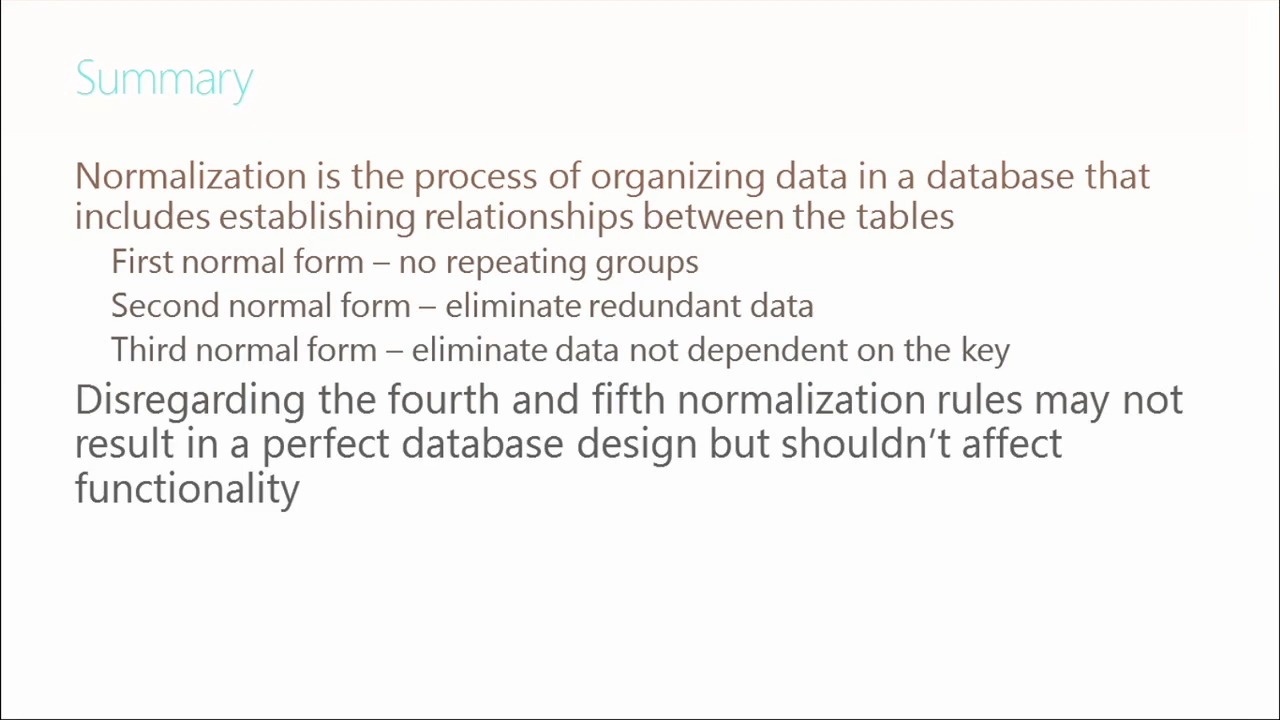 Summary
Normalization is the process of organizing data in a database that
includes establishing relationships between the tables
First normal form – no repeating groups
Second normal form – eliminate redundant data
Third normal form – eliminate data not dependent on the key
Disregarding the fourth and fifth normalization rules may not
result in a perfect database design but shouldn’t affect
functionality